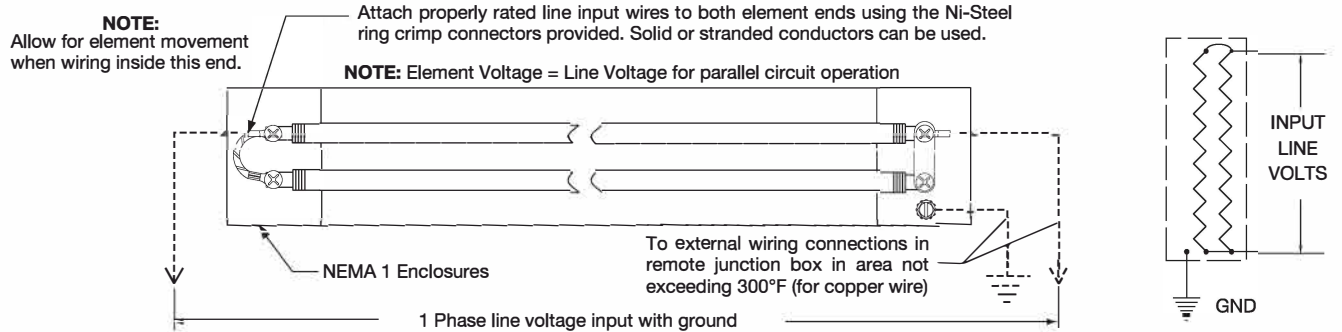 NOTE:
Allow for element movement
when wiring inside this end.
Attach properly rated line input wires to both element ends using the Ni-Steel
ring crimp connectors provided. Solid or stranded conductors can be used.
NOTE: Element Voltage = Line Voltage for parallel circuit operation
NEMA 1 Enclosures
To external wiring connections in
remote junction box in area not
exceeding 300°F (for copper wire)
1 Phase line voltage input with ground
INPUT
LINE
VOLTS
GND